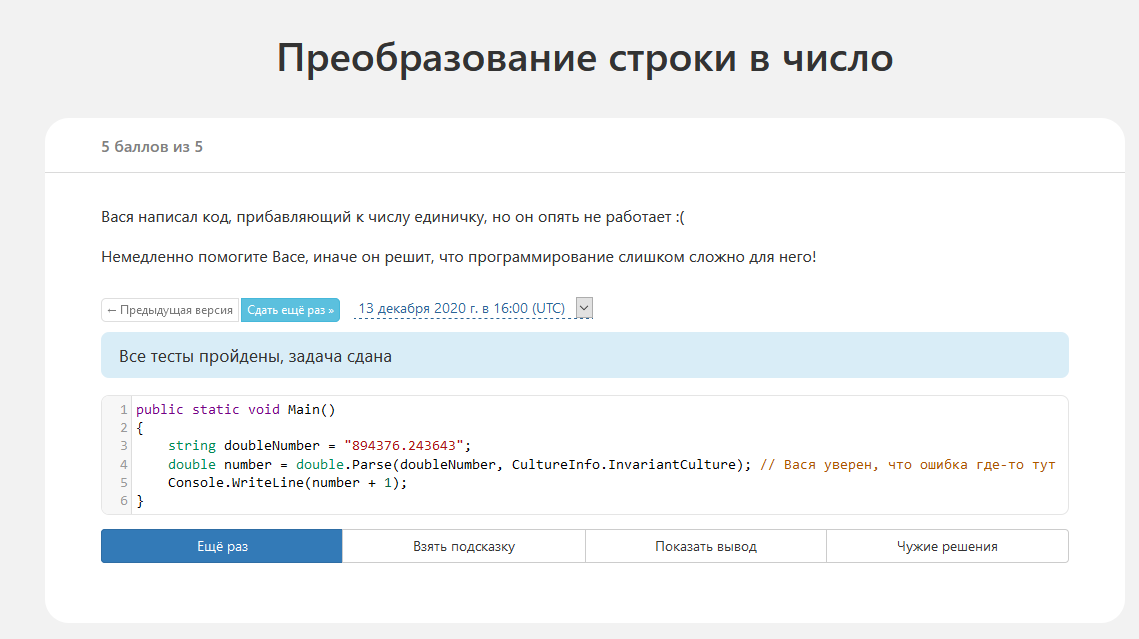 Преобразование строки в число
5 баллов из 5
Вася написал код, прибавляющий к числу единичку, но он опять не работает :(
Немедленно помогите Васе, иначе он решит, что программирование слишком сложно для него!
← Предыдущая версия Сдать ещё раз » 13 декабря 2020 г. в 16:00 (UTC)
Все тесты пройдены, задача сдана
1 public static void Main()
2 {
3     string doubleNumber = "894376.243643";
4     double number = double.Parse(doubleNumber, CultureInfo.InvariantCulture); // Вася уверен, что ошибка где-то тут
5     Console.WriteLine(number + 1);
6 }
Ещё раз Взять подсказку Показать вывод Чужие решения